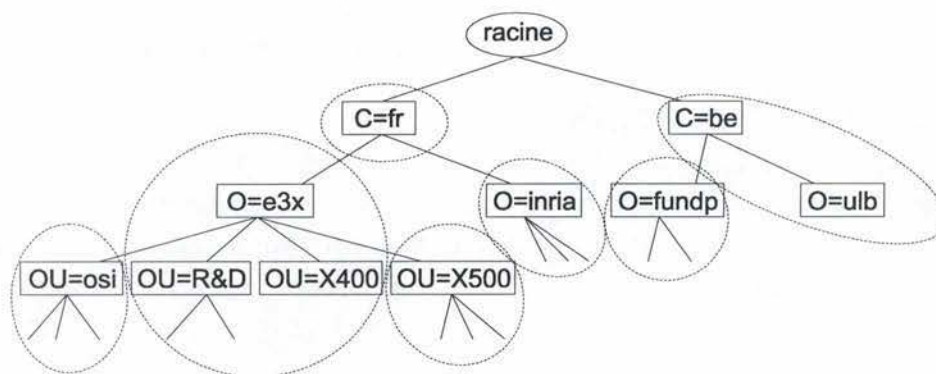 racine
C=fr
C=be
O=e3x
O=inria
O=fundp
O=ulb
OU=osi
OU=R&D
OU=X400
OU=X500